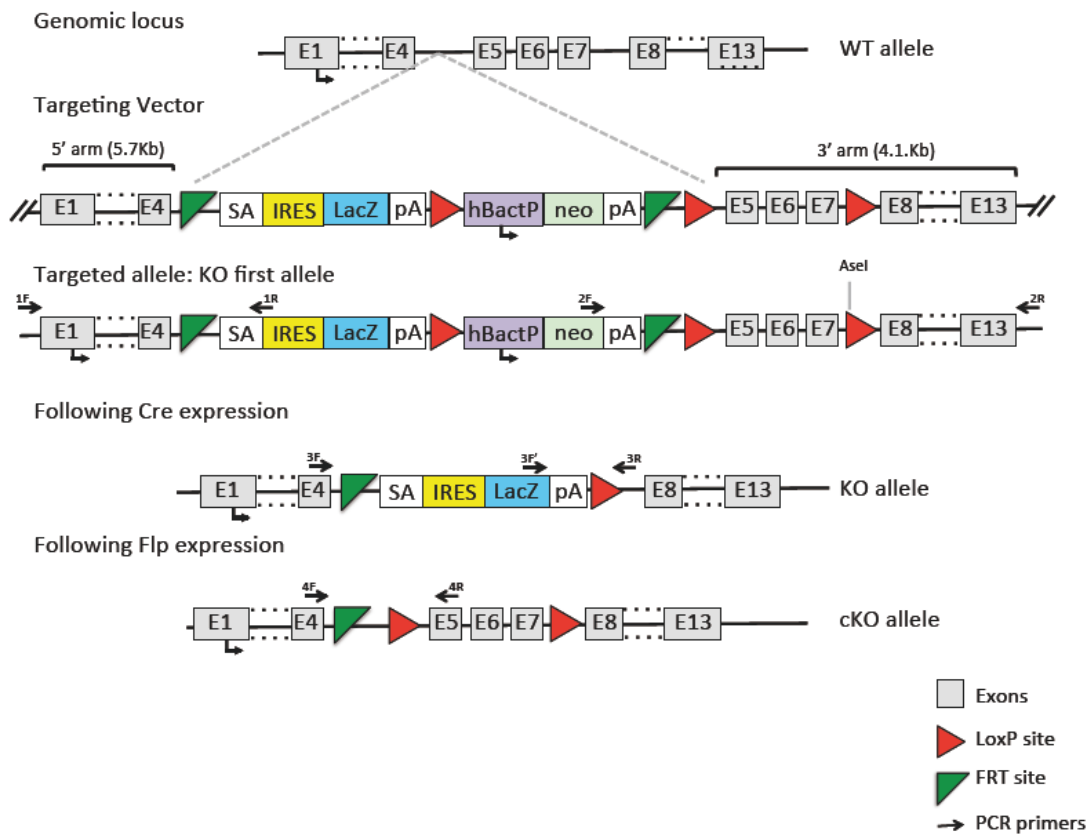 Genomic locus
E1 E4 E5 E6 E7 E8 E13 WT allele
Targeting Vector
5' arm (5.7Kb) 3' arm (4.1.Kb)
E1 E4 SA IRES LacZ pA hBactP neo pA E5 E6 E7 E8 E13
Targeted allele: KO first allele AseI
1F 1R 2F 2R
E1 E4 SA IRES LacZ pA hBactP neo pA E5 E6 E7 E8 E13
Following Cre expression
3F 3F' 3R
E1 E4 SA IRES LacZ pA E8 E13 KO allele
Following Flp expression
4F 4R
E1 E4 E5 E6 E7 E8 E13 cKO allele
Exons
LoxP site
FRT site
PCR primers